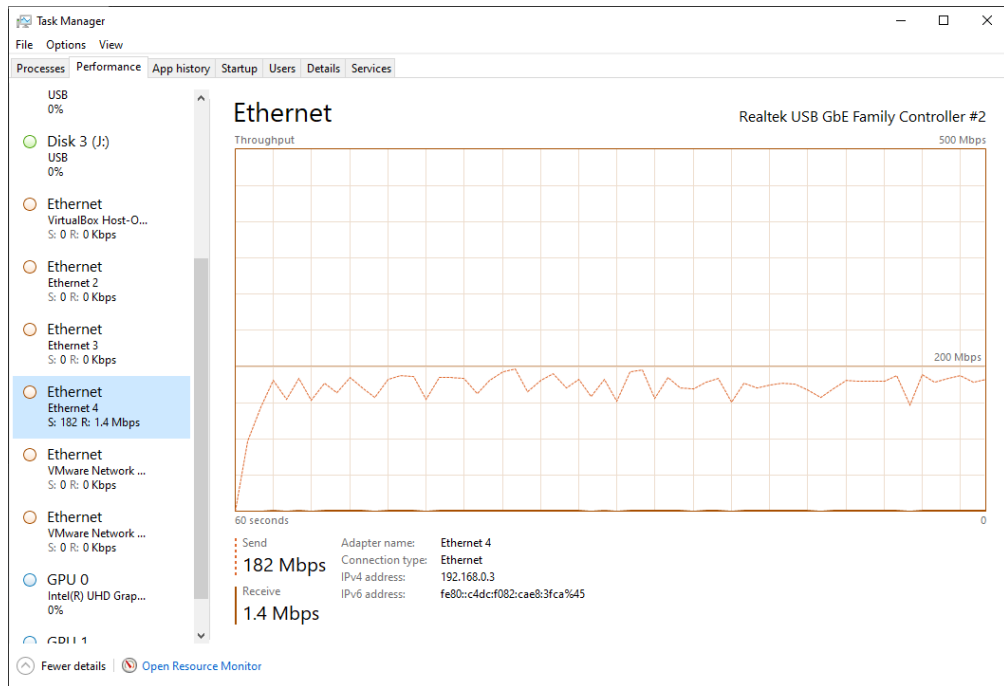 Task Manager
File Options View
Processes Performance App history Startup Users Details Services
USB
0%
Disk 3 (J:)
USB
0%
Ethernet
VirtualBox Host-O...
S: 0 R: 0 Kbps
Ethernet
Ethernet 2
S: 0 R: 0 Kbps
Ethernet
Ethernet 3
S: 0 R: 0 Kbps
Ethernet
Ethernet 4
S: 182 R: 1.4 Mbps
Ethernet
VMware Network ...
S: 0 R: 0 Kbps
Ethernet
VMware Network ...
S: 0 R: 0 Kbps
GPU 0
Intel(R) UHD Grap...
0%
GPU 1
Ethernet
Realtek USB GbE Family Controller #2
Throughput 500 Mbps
200 Mbps
60 seconds 0
Send
182 Mbps
Receive
1.4 Mbps
Adapter name: Ethernet 4
Connection type: Ethernet
IPv4 address: 192.168.0.3
IPv6 address: fe80::c4dc:f082:cae8:3fca%45
Fewer details Open Resource Monitor